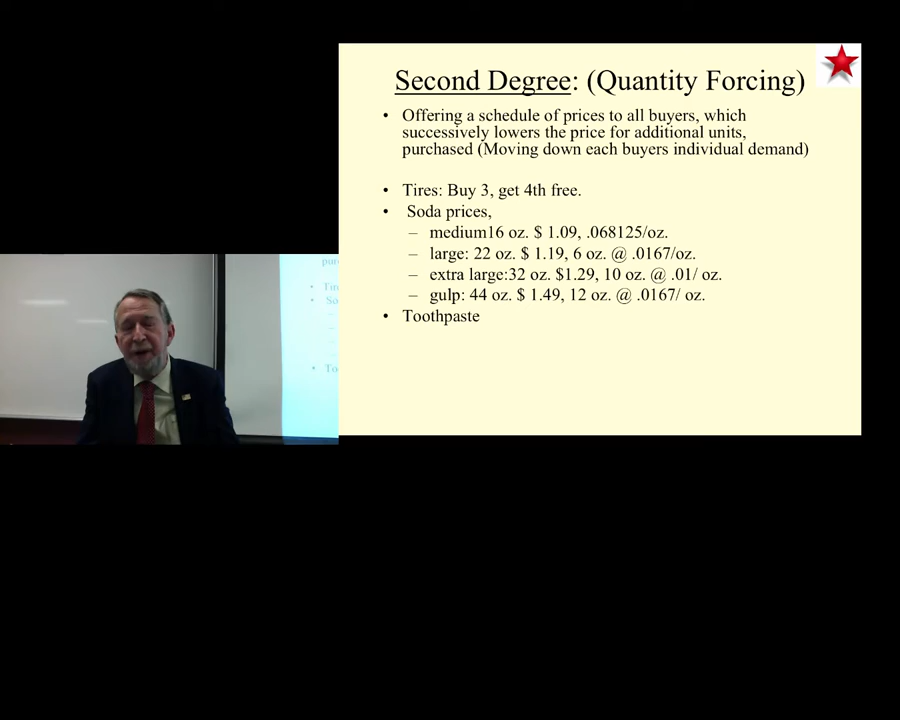 Second Degree: (Quantity Forcing)
• Offering a schedule of prices to all buyers, which
successively lowers the price for additional units,
purchased (Moving down each buyers individual demand)
• Tires: Buy 3, get 4th free.
• Soda prices,
– medium16 oz. $ 1.09, .068125/oz.
– large: 22 oz. $ 1.19, 6 oz. @ .0167/oz.
– extra large:32 oz. $1.29, 10 oz. @ .01/ oz.
– gulp: 44 oz. $ 1.49, 12 oz. @ .0167/ oz.
• Toothpaste